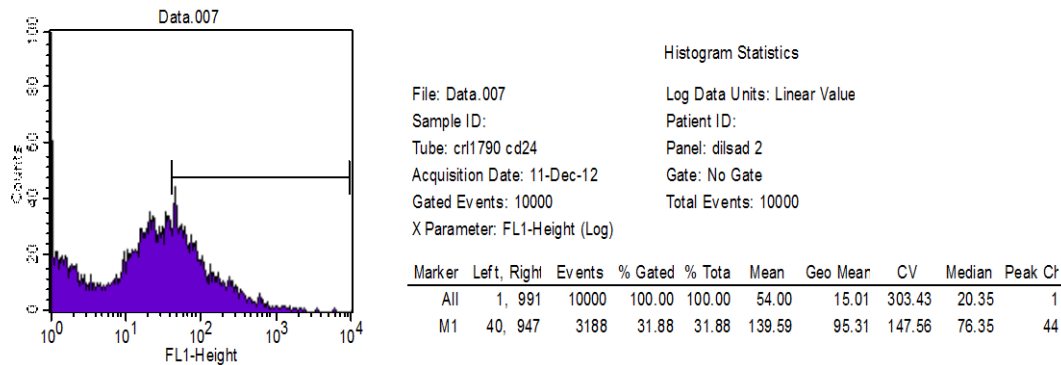 Data.007
100
80
60
40
20
0
Counts
10^0 10^1 10^2 10^3 10^4
FL1-Height
Histogram Statistics
File: Data.007 Log Data Units: Linear Value
Sample ID: Patient ID:
Tube: crl1790 cd24 Panel: dilsad 2
Acquisition Date: 11-Dec-12 Gate: No Gate
Gated Events: 10000 Total Events: 10000
X Parameter: FL1-Height (Log)
Marker Left, Right Events % Gated % Tota Mean Geo Mear CV Median Peak Ch
All 1, 991 10000 100.00 100.00 54.00 15.01 303.43 20.35 1
M1 40, 947 3188 31.88 31.88 139.59 95.31 147.56 76.35 44